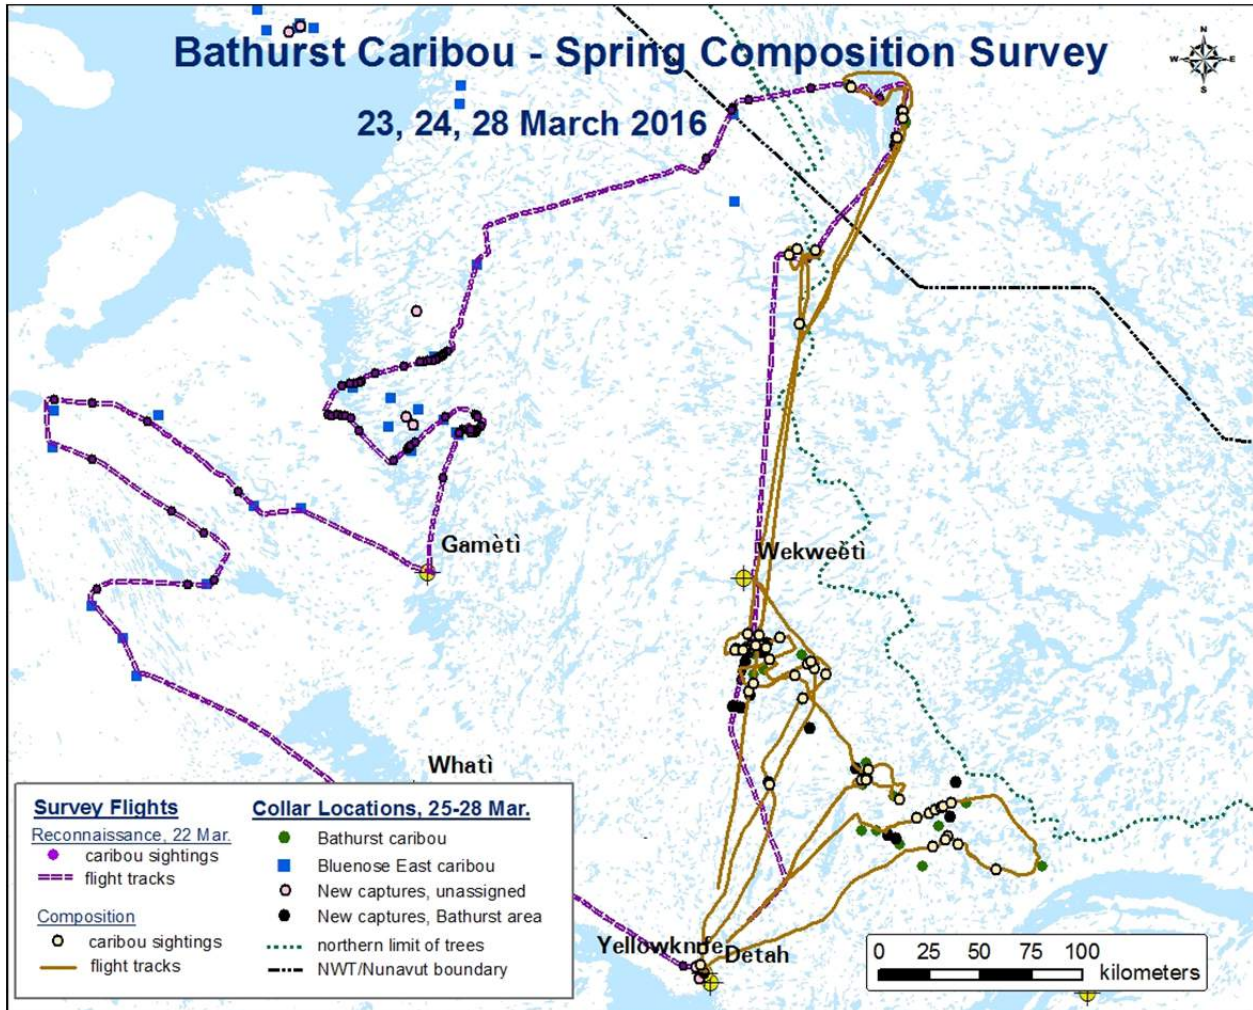 Bathurst Caribou - Spring Composition Survey
23, 24, 28 March 2016
N
W E
S
Gamètì
Wekweètì
Whatì
Yellowknife
Detah
Survey Flights
Reconnaissance, 22 Mar.
caribou sightings
flight tracks
Composition
caribou sightings
flight tracks
Collar Locations, 25-28 Mar.
Bathurst caribou
Bluenose East caribou
New captures, unassigned
New captures, Bathurst area
northern limit of trees
NWT/Nunavut boundary
0 25 50 75 100
kilometers